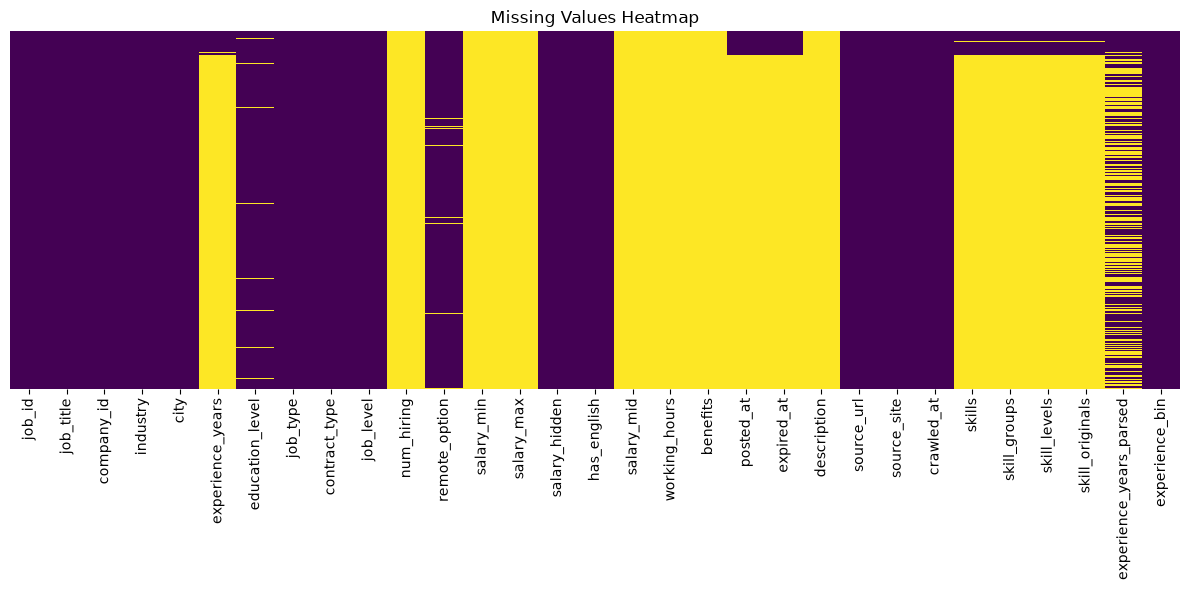 Missing Values Heatmap
job_id
job_title
company_id
industry
city
experience_years
education_level
job_type
contract_type
job_level
num_hiring
remote_option
salary_min
salary_max
salary_hidden
has_english
salary_mid
working_hours
benefits
posted_at
expired_at
description
source_url
source_site
crawled_at
skills
skill_groups
skill_levels
skill_originals
experience_years_parsed
experience_bin